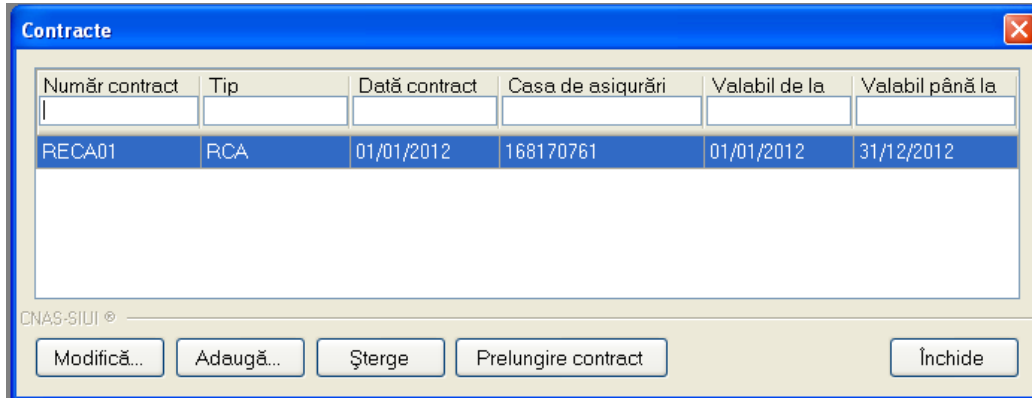 Contracte
Număr contract Tip Dată contract Casa de asigurări Valabil de la Valabil până la
RECA01 RCA 01/01/2012 168170761 01/01/2012 31/12/2012
CNAS-SIUI ®
Modifică... Adaugă... Șterge Prelungire contract Închide